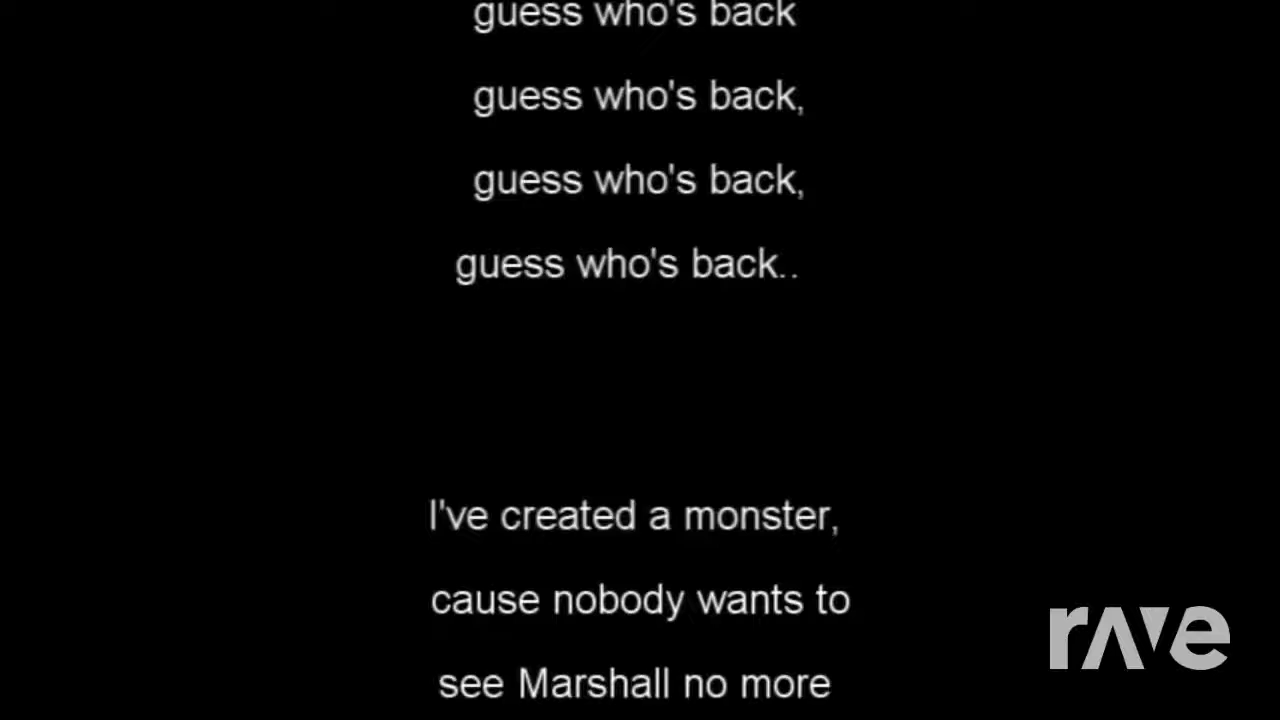 guess who's back
guess who's back,
guess who's back,
guess who's back..
I've created a monster,
cause nobody wants to
see Marshall no more
rave